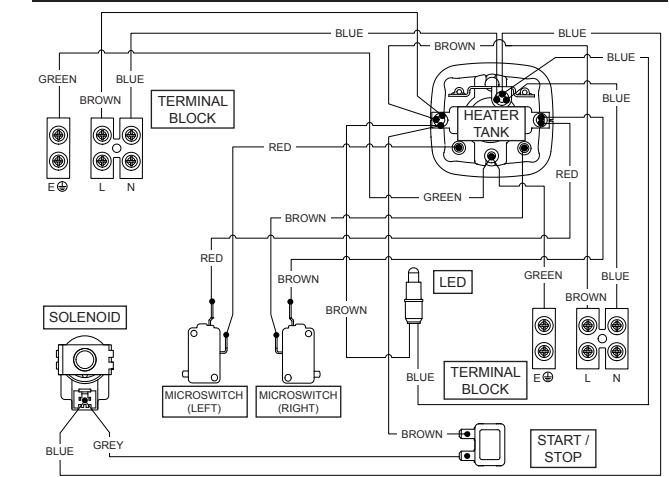 BLUE
BLUE
BROWN
BLUE
GREEN
BLUE
BROWN
TERMINAL
BLOCK
BLUE
HEATER
TANK
RED
RED
E L N
GREEN
BROWN
RED
BROWN
GREEN
BLUE
LED
BROWN
BROWN
SOLENOID
TERMINAL
BLOCK
BLUE
E L N
MICROSWITCH
(LEFT)
MICROSWITCH
(RIGHT)
BROWN
START /
STOP
BLUE
GREY